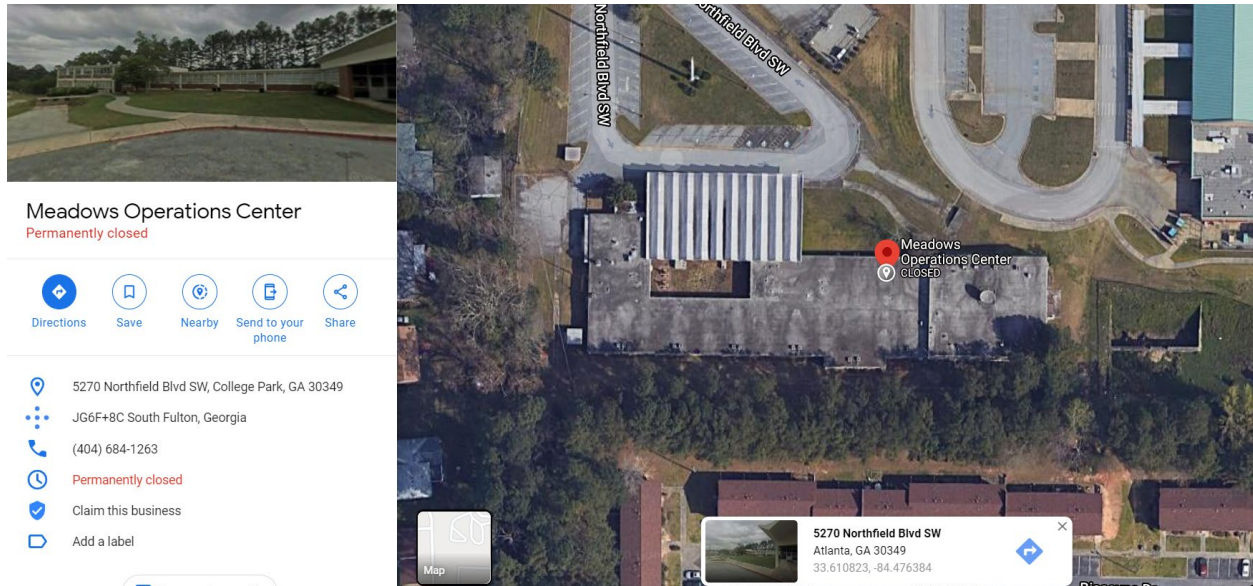 Meadows Operations Center
Permanently closed
Directions
Save
Nearby
Send to your
phone
Share
5270 Northfield Blvd SW, College Park, GA 30349
JG6F+8C South Fulton, Georgia
(404) 684-1263
Permanently closed
Claim this business
Add a label
Northfield Blvd SW
Northfield Blvd SW
Meadows
Operations Center
CLOSED
Map
5270 Northfield Blvd SW
Atlanta, GA 30349
33.610823, -84.476384